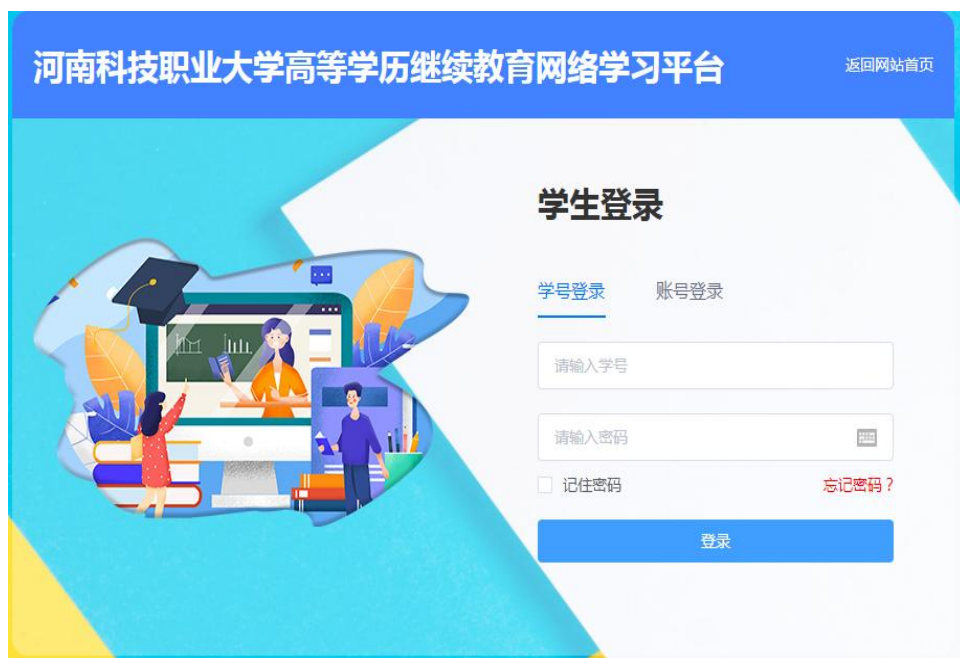 河南科技职业大学高等学历继续教育网络学习平台
返回网站首页
学生登录
学号登录
账号登录
请输入学号
请输入密码
记住密码
忘记密码？
登录